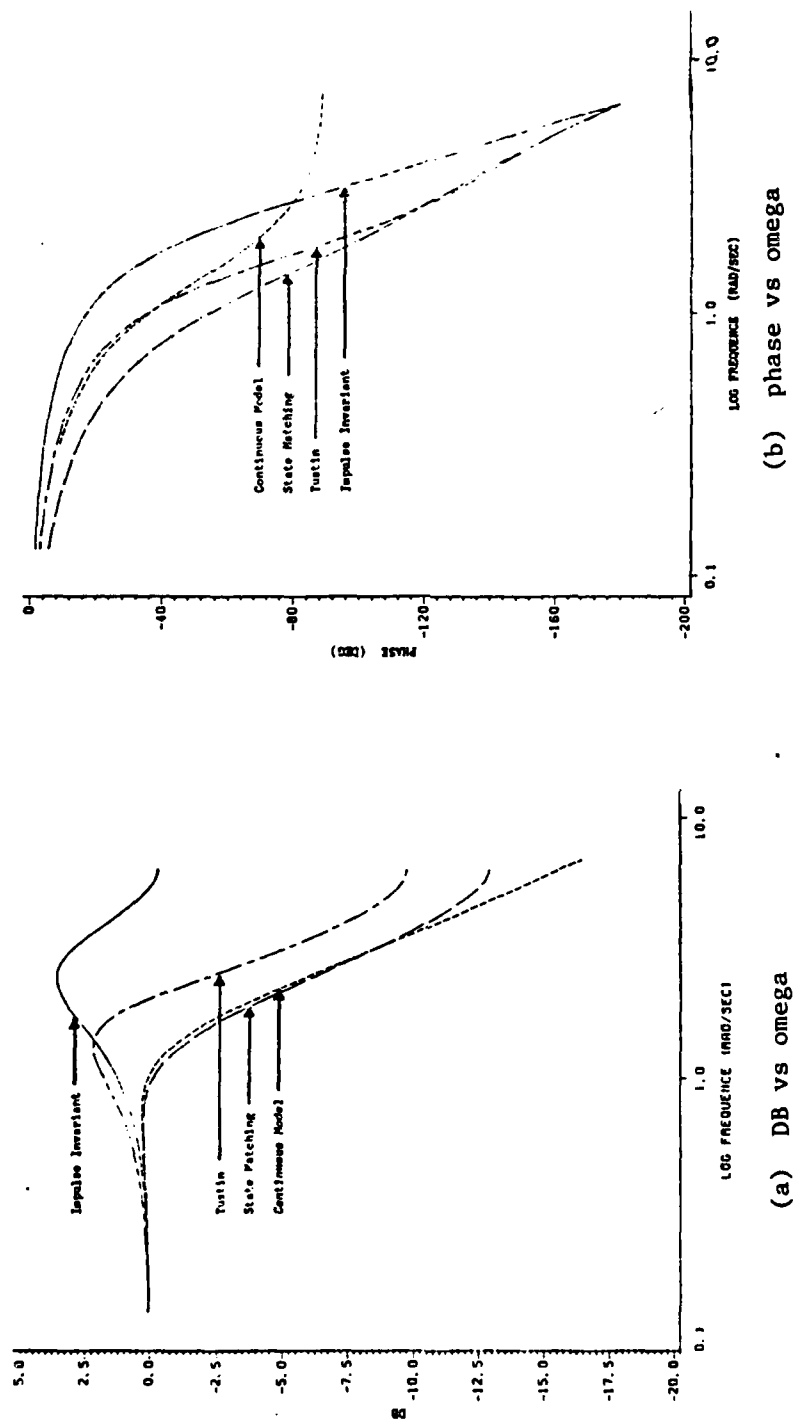 5.0
2.5
0.0
-2.5
-5.0
-7.5
-10.0
-12.5
-15.0
-17.5
-20.0
DB
Impulse Invariant
Tustin
State Matching
Continuous Model
0.1
1.0
10.0
LOG FREQUENCY (RAD/SEC)
(a) DB vs omega
0
-40
-80
-120
-160
-200
PHASE (DEG)
Continuous Model
State Matching
Tustin
Impulse Invariant
0.1
1.0
10.0
LOG FREQUENCY (RAD/SEC)
(b) phase vs omega